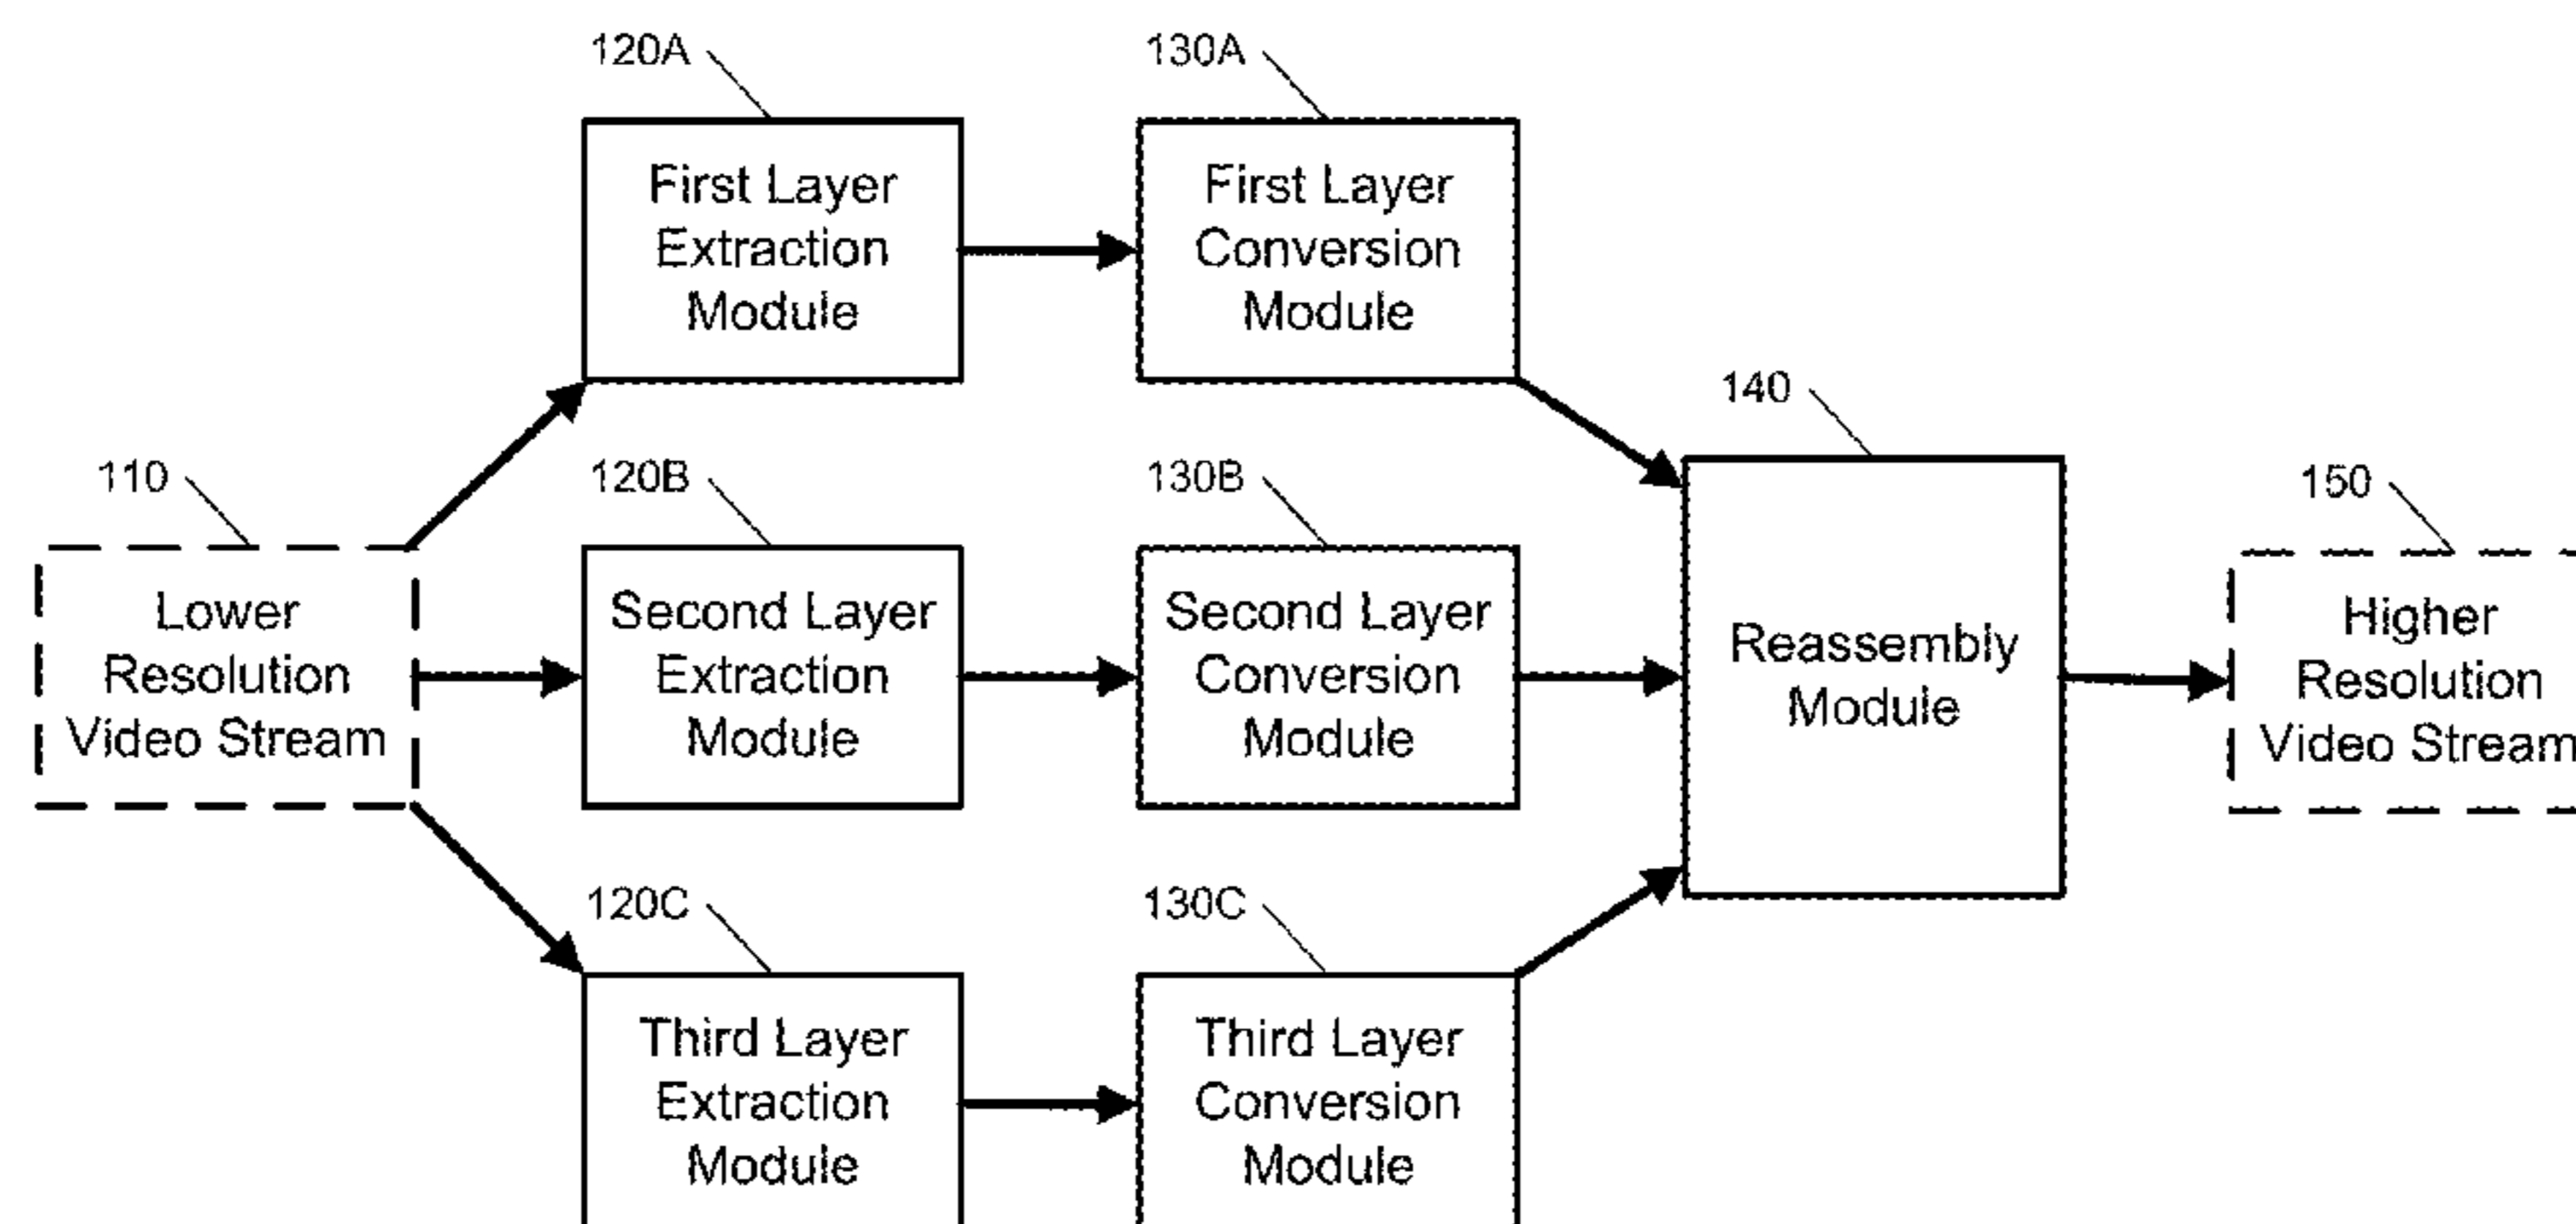 120A
130A
First Layer
Extraction
Module
First Layer
Conversion
Module
140
110
120B
130B
150
Lower
Resolution
Video Stream
Second Layer
Extraction
Module
Second Layer
Conversion
Module
Reassembly
Module
Higher
Resolution
Video Stream
120C
130C
Third Layer
Extraction
Module
Third Layer
Conversion
Module